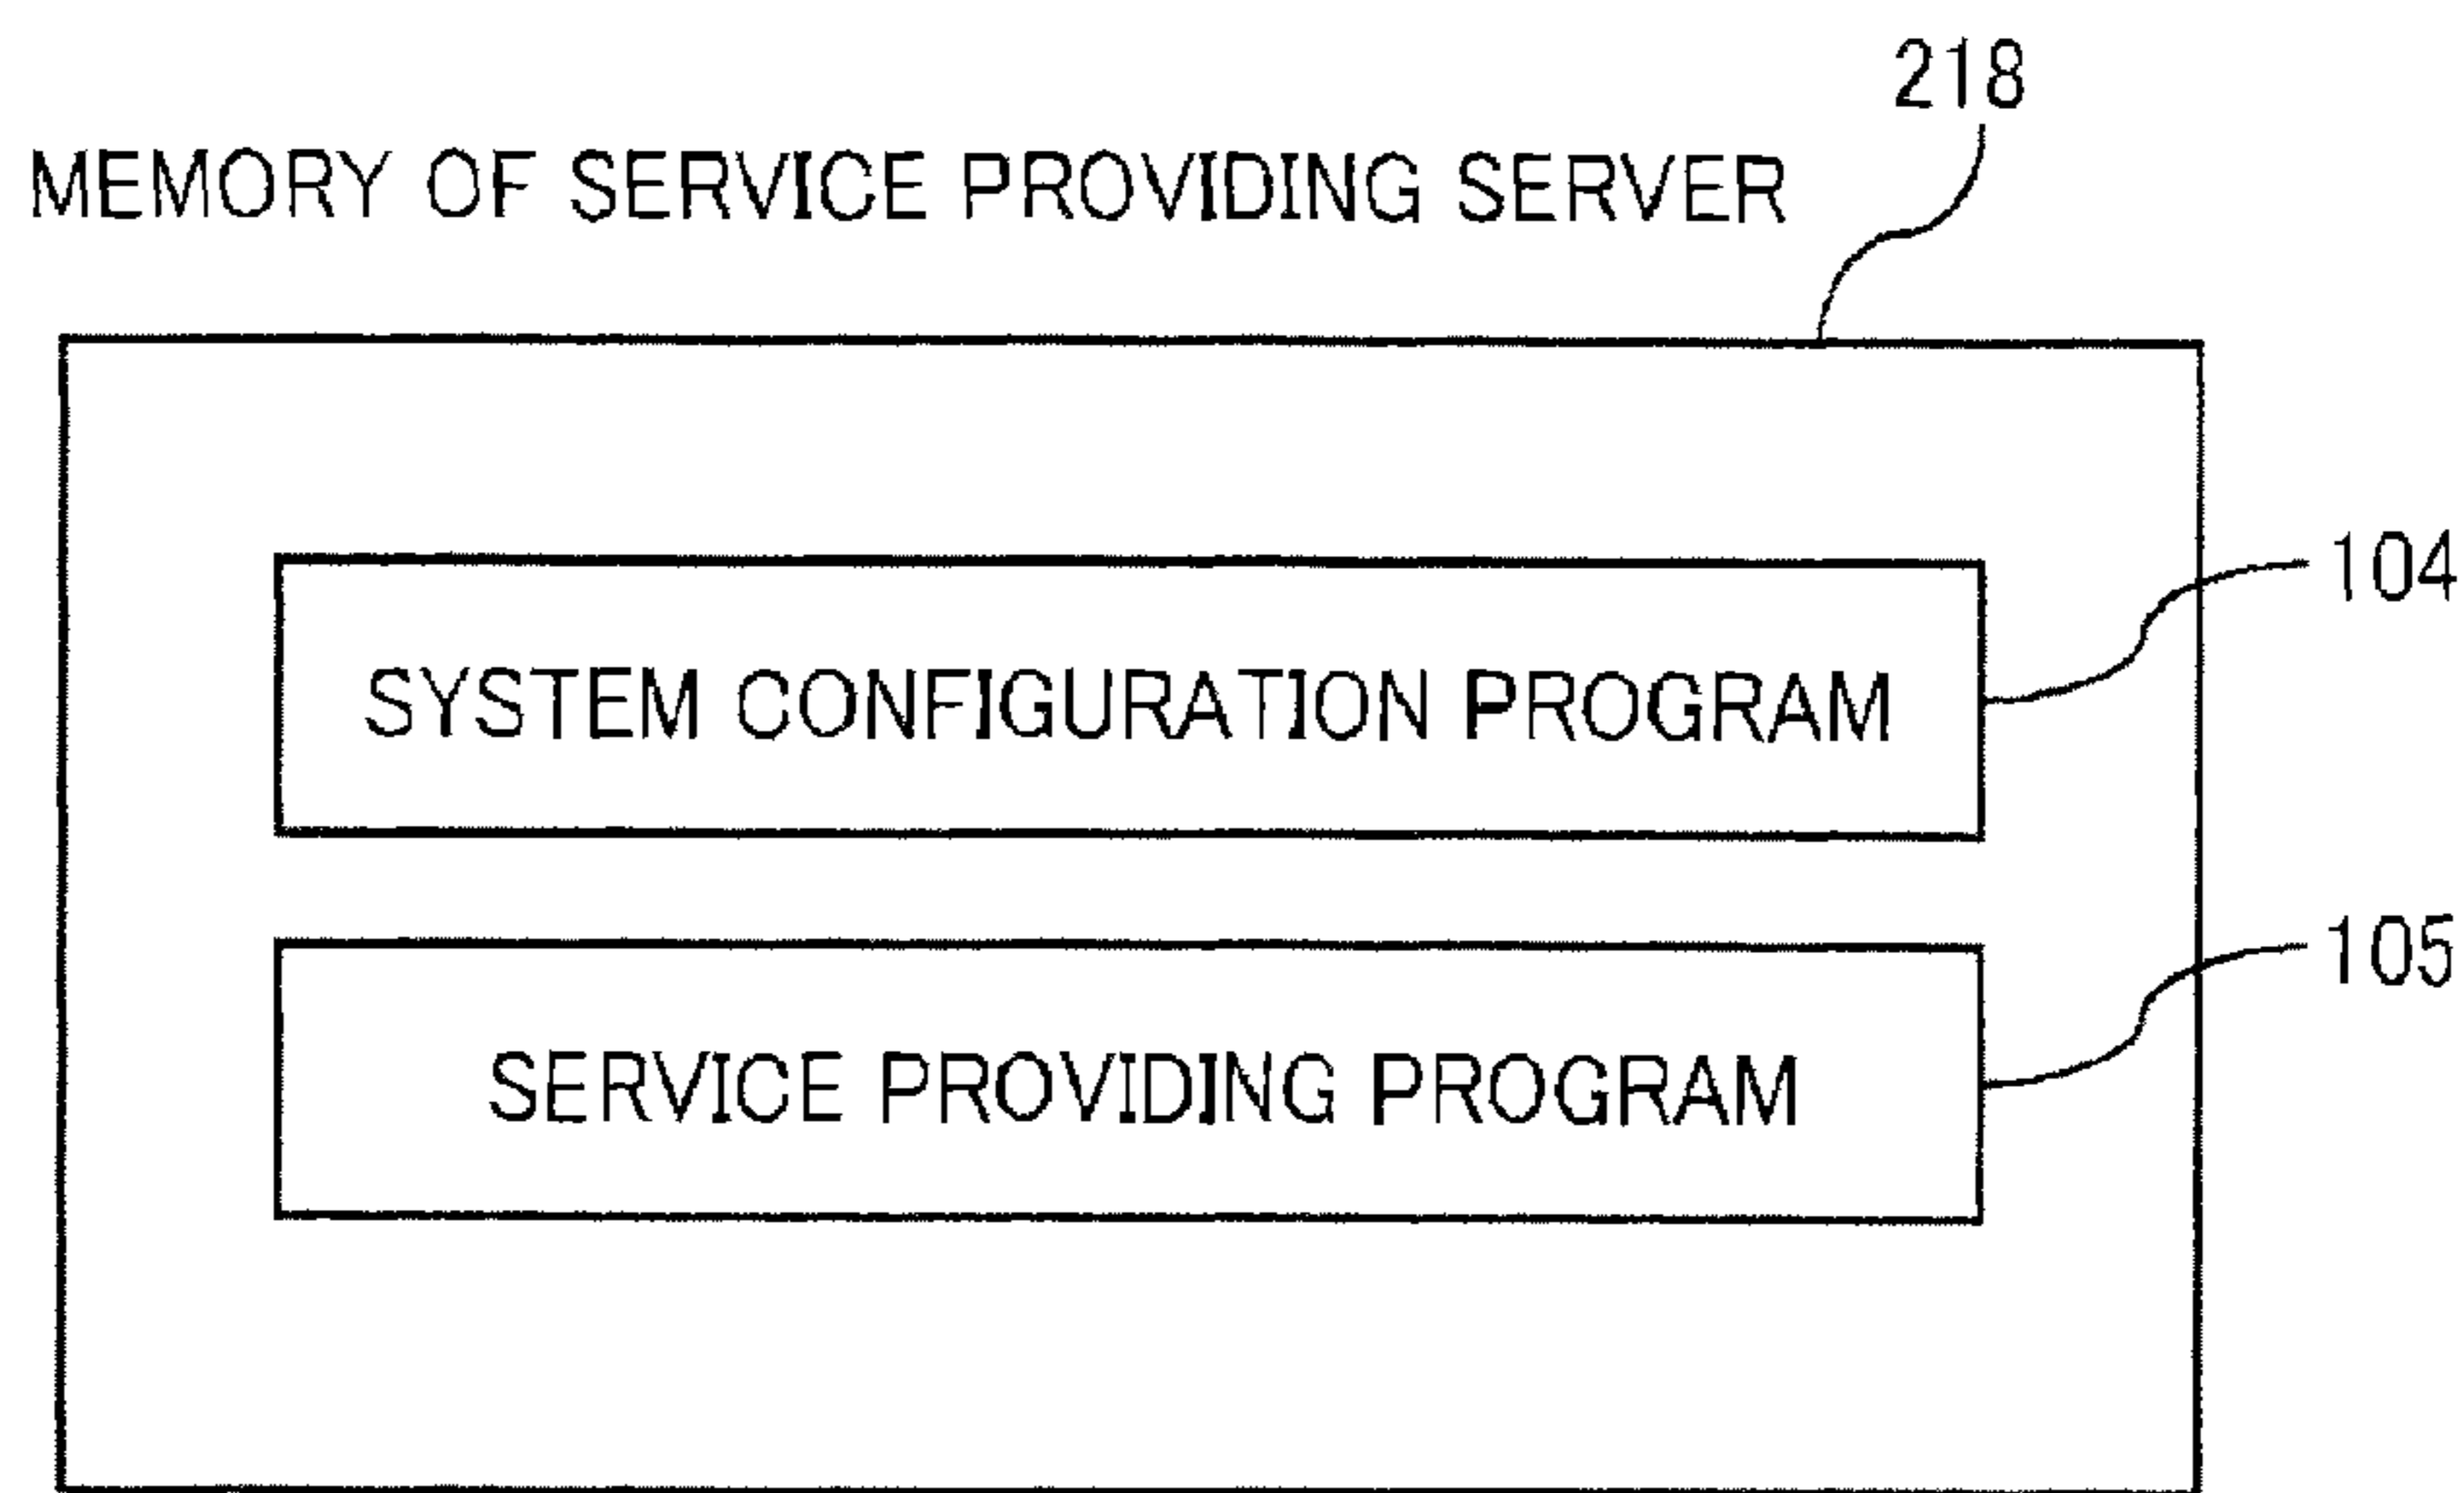 218
MEMORY OF SERVICE PROVIDING SERVER
104
SYSTEM CONFIGURATION PROGRAM
105
SERVICE PROVIDING PROGRAM